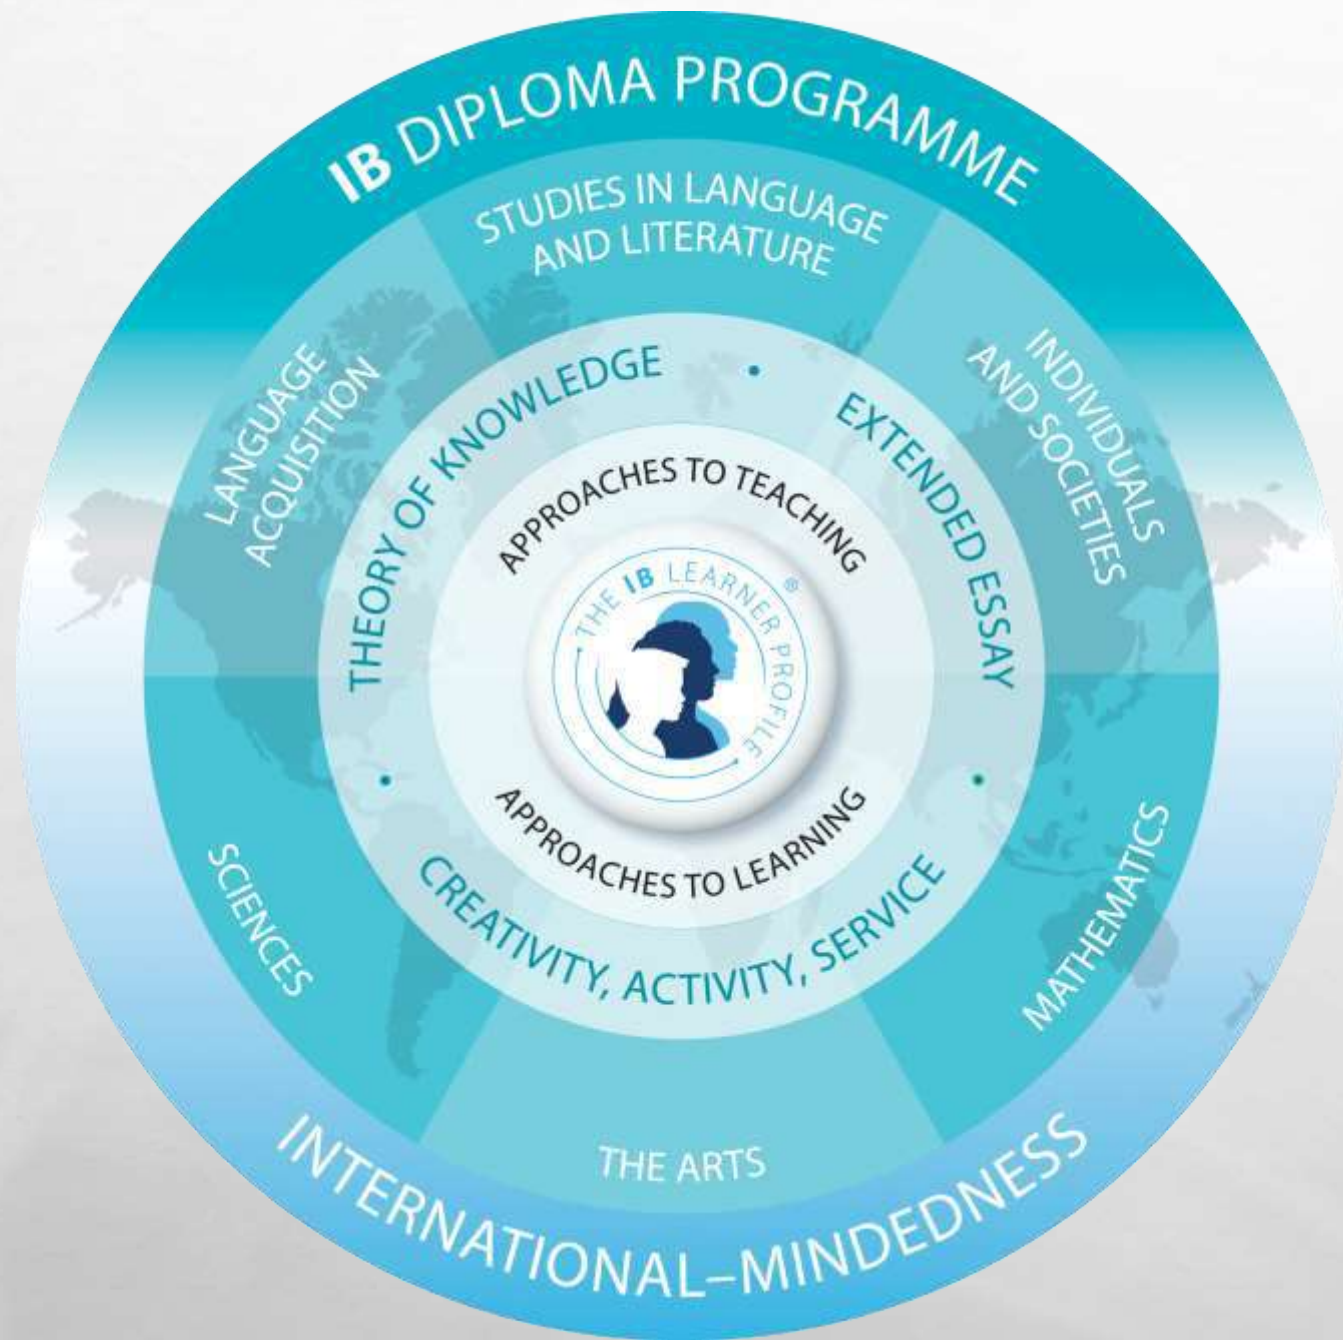 IB DIPLOMA PROGRAMME
STUDIES IN LANGUAGE
AND LITERATURE
LANGUAGE
ACQUISITION
INDIVIDUALS
AND SOCIETIES
THEORY OF KNOWLEDGE
•
EXTENDED ESSAY
•
•
APPROACHES TO TEACHING
THE IB LEARNER PROFILE ®
APPROACHES TO LEARNING
CREATIVITY, ACTIVITY, SERVICE
SCIENCES
MATHEMATICS
THE ARTS
INTERNATIONAL–MINDEDNESS